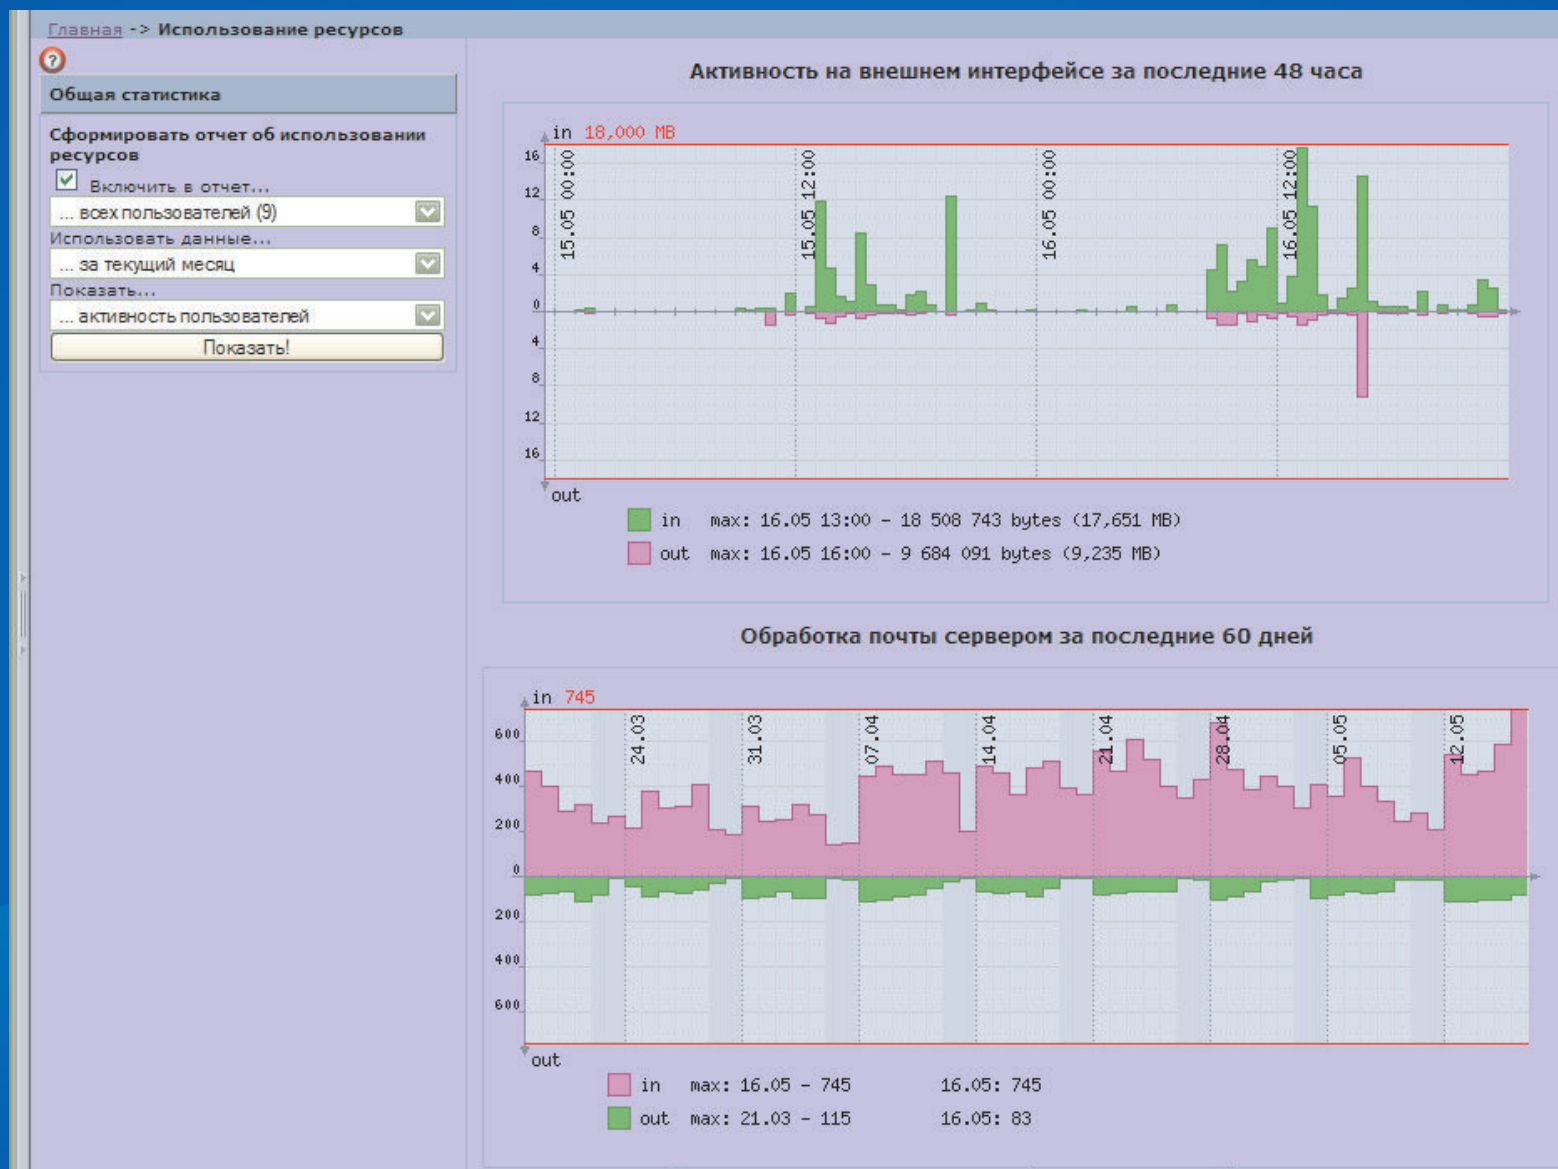 Главная -> Использование ресурсов
?
Общая статистика
Сформировать отчет об использовании
ресурсов
Включить в отчет...
... всех пользователей (9)
Использовать данные...
... за текущий месяц
Показать...
... активность пользователей
Показать!
Активность на внешнем интерфейсе за последние 48 часа
in 18,000 MB
16
12
8
4
0
4
8
12
16
15.05 00:00
15.05 12:00
16.05 00:00
16.05 12:00
out
in max: 16.05 13:00 – 18 508 743 bytes (17,651 MB)
out max: 16.05 16:00 – 9 684 091 bytes (9,235 MB)
Обработка почты сервером за последние 60 дней
in 745
600
400
200
0
200
400
600
24.03
31.03
07.04
14.04
21.04
28.04
05.05
12.05
out
in max: 16.05 – 745 16.05: 745
out max: 21.03 – 115 16.05: 83